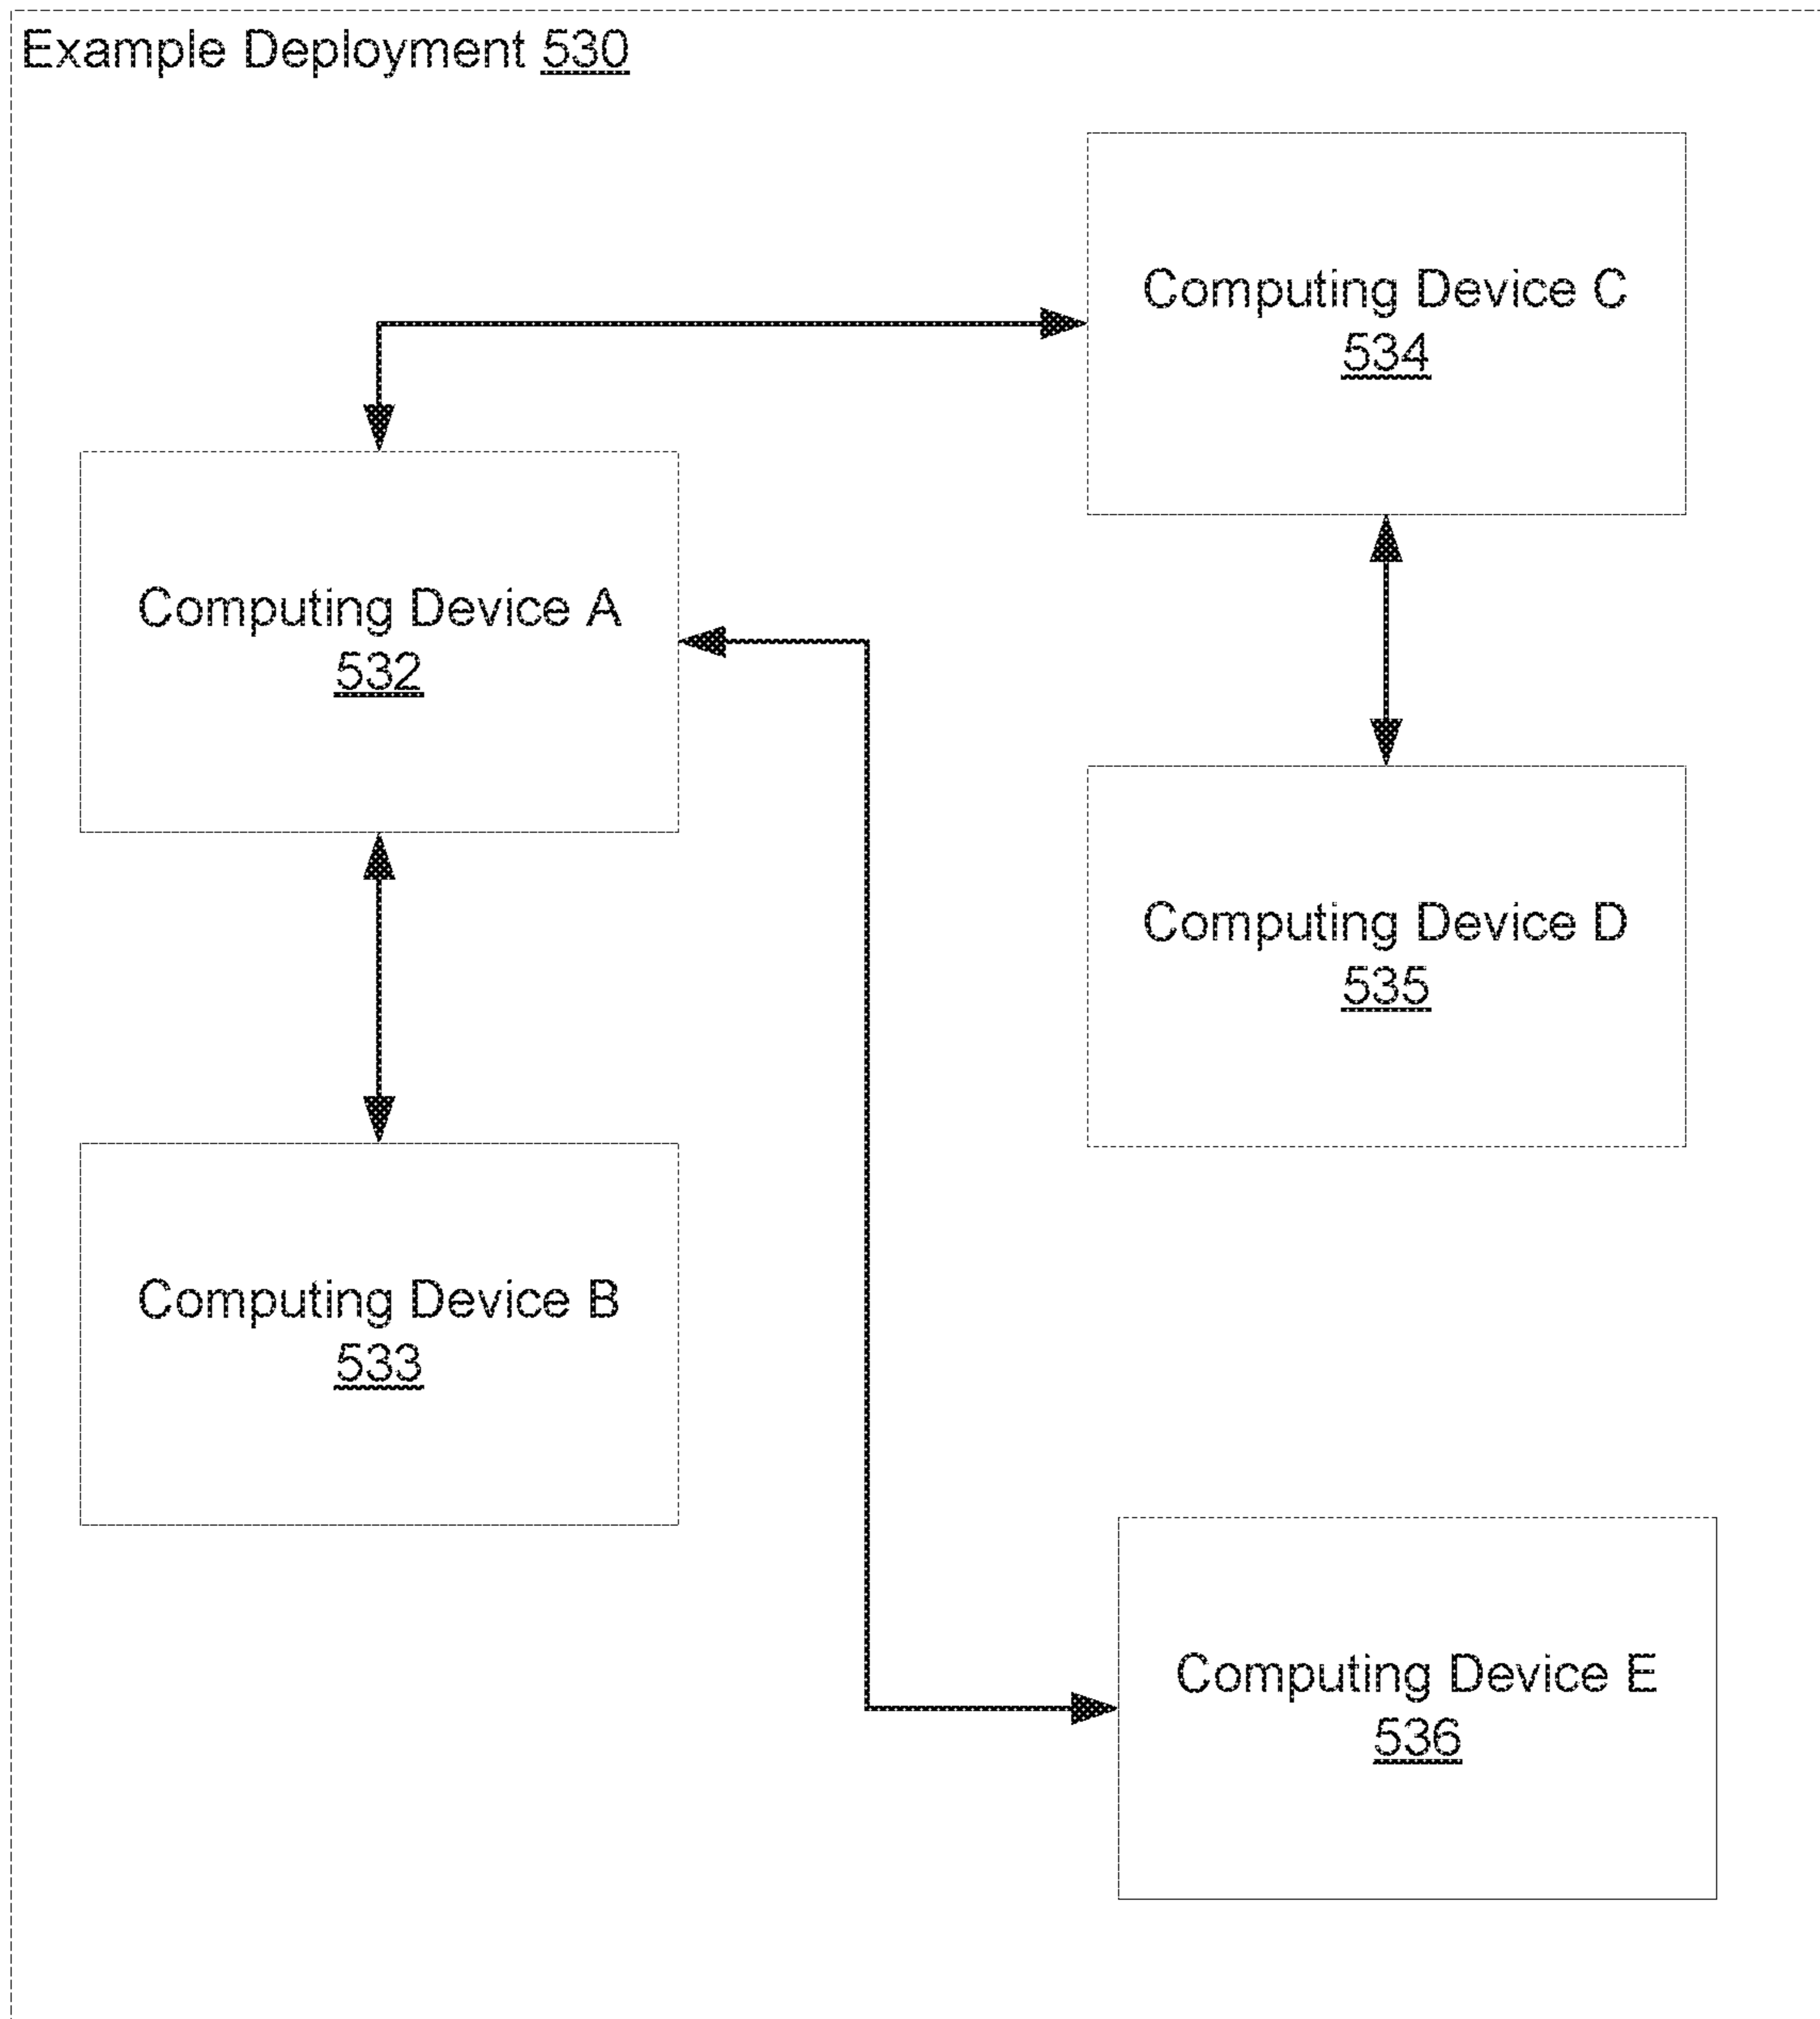 Example Deployment 530
Computing Device C
534
Computing Device A
532
Computing Device D
535
Computing Device B
533
Computing Device E
536